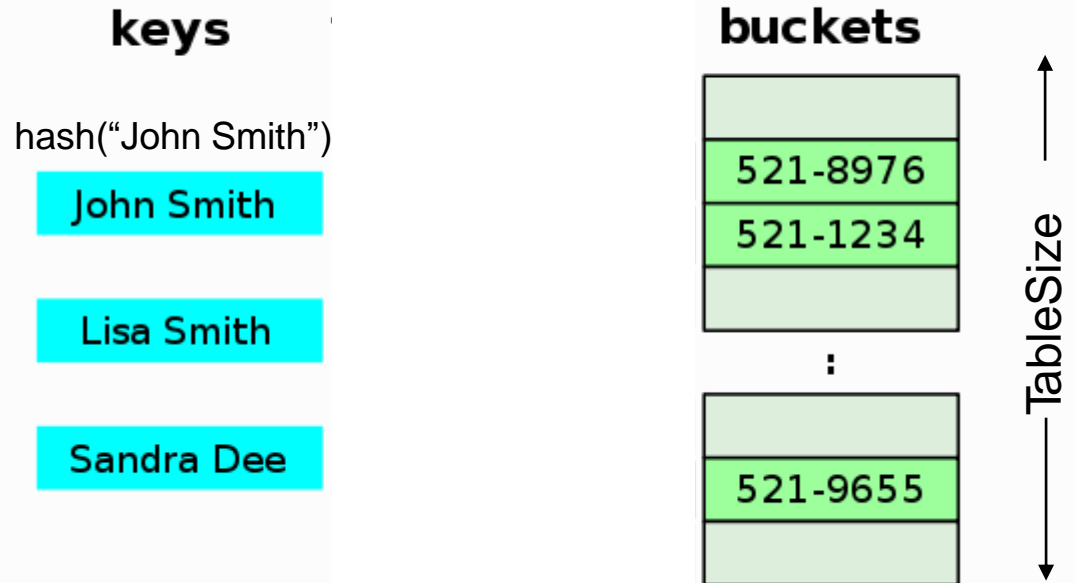 keys
hash(“John Smith”)
John Smith
Lisa Smith
Sandra Dee
buckets
521-8976
521-1234
:
521-9655
TableSize